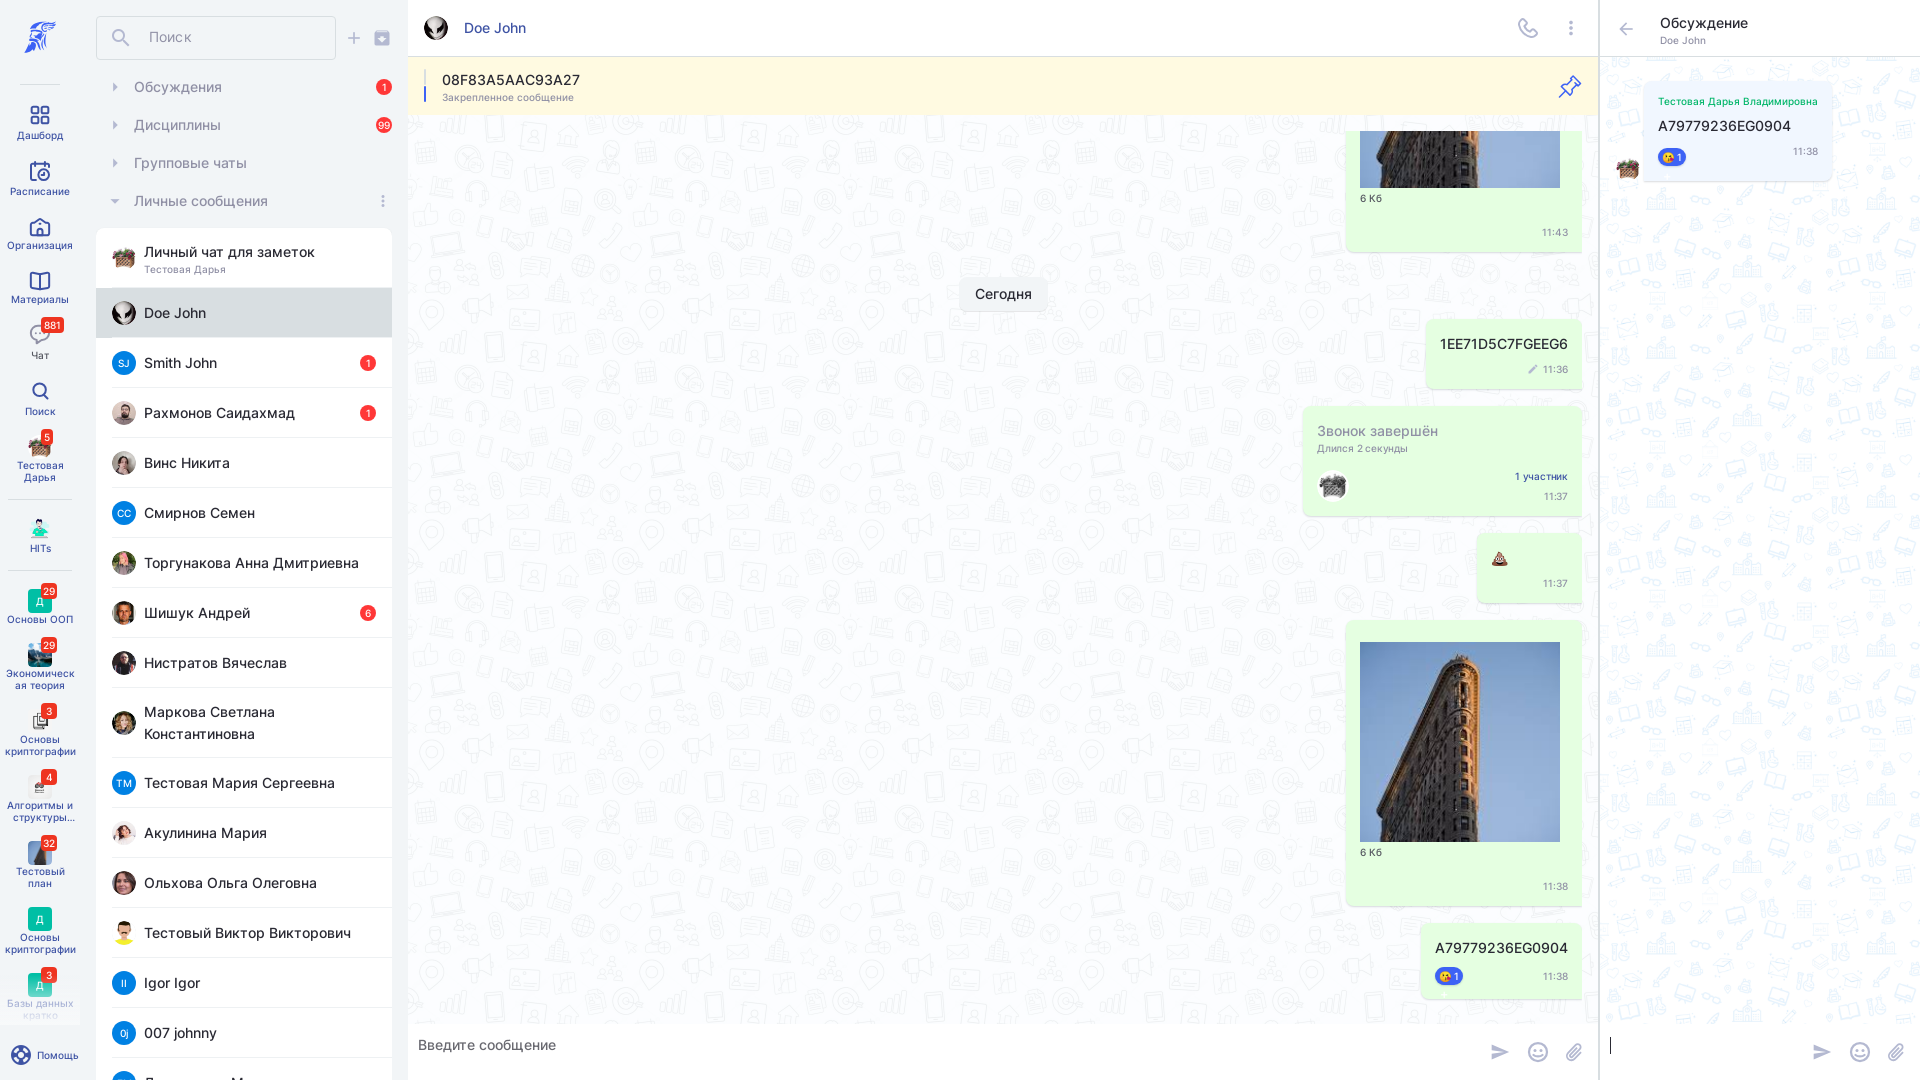 Дашборд
Расписание
Организация
Материалы
881
Чат
Поиск
5
Тестовая
Дарья
HITs
29
Д
Основы ООП
29
Экономическ
ая теория
3
Основы
криптографии
4
Алгоритмы и
структуры...
32
Тестовый
план
Д
Основы
криптографии
3
Д
Базы данных
кратко
Помощь
Поиск
Обсуждения
1
Дисциплины
99
Групповые чаты
Личные сообщения
Личный чат для заметок
Тестовая Дарья
Doe John
SJ
Smith John
1
Рахмонов Саидахмад
1
Винс Никита
СС
Смирнов Семен
Торгунакова Анна Дмитриевна
Шишук Андрей
6
Нистратов Вячеслав
Маркова Светлана
Константиновна
ТМ
Тестовая Мария Сергеевна
Акулинина Мария
Ольхова Ольга Олеговна
Тестовый Виктор Викторович
II
Igor Igor
0j
007 johnny
Doe John
08F83A5AAC93A27
Закрепленное сообщение
6 Кб
11:43
Сегодня
1EE71D5C7FGEEG6
11:36
Звонок завершён
Длился 2 секунды
1 участник
11:37
11:37
6 Кб
11:38
A79779236EG0904
1
11:38
Введите сообщение
Обсуждение
Doe John
Тестовая Дарья Владимировна
A79779236EG0904
1
11:38